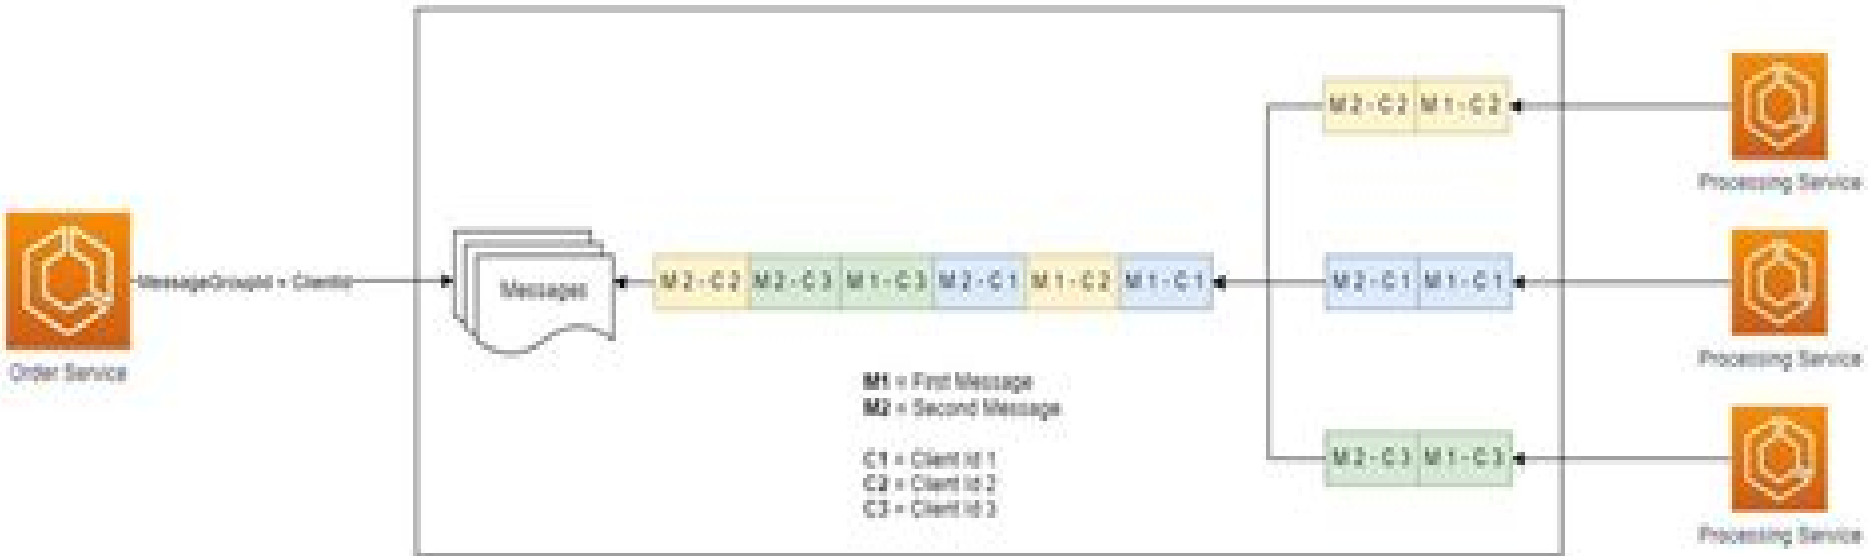 Order Service
MessageGroupId = ClientId
Messages
M2-C2 M2-C3 M1-C3 M2-C1 M1-C2 M1-C1
M1 = First Message
M2 = Second Message
C1 = Client Id 1
C2 = Client Id 2
C3 = Client Id 3
M2-C2 M1-C2
Processing Service
M2-C1 M1-C1
Processing Service
M2-C3 M1-C3
Processing Service